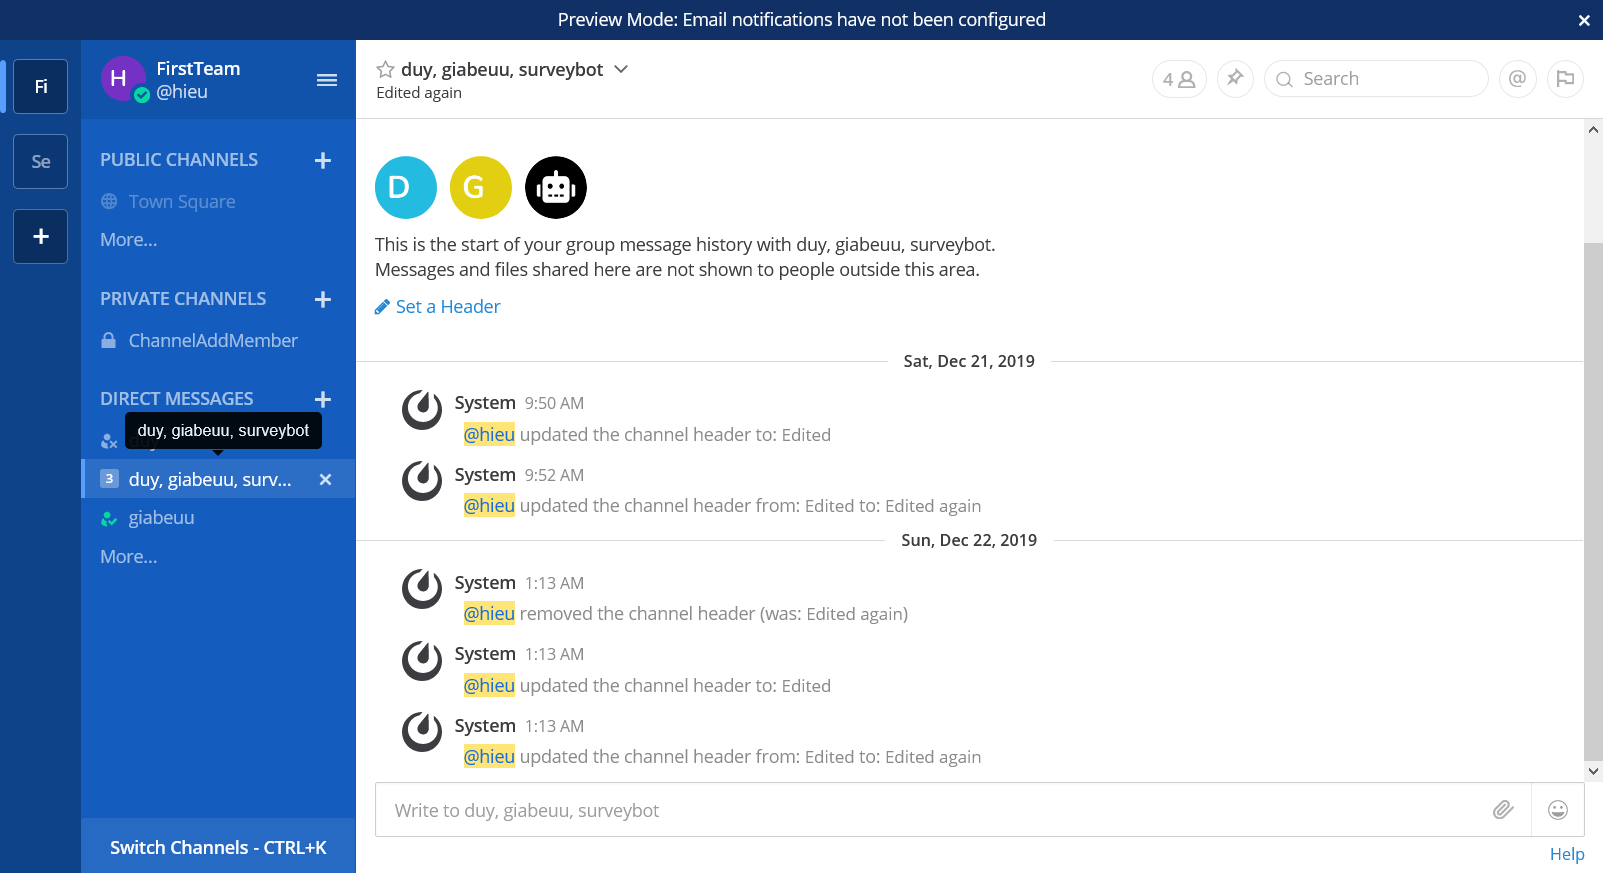 Preview Mode: Email notifications have not been configured
Fi
Se
H
FirstTeam
@hieu
PUBLIC CHANNELS
Town Square
More...
PRIVATE CHANNELS
ChannelAddMember
DIRECT MESSAGES
duy, giabeuu, surveybot
3 duy, giabeuu, surv...
giabeuu
More...
Switch Channels - CTRL+K
duy, giabeuu, surveybot
Edited again
4
Search
@
D
G
This is the start of your group message history with duy, giabeuu, surveybot.
Messages and files shared here are not shown to people outside this area.
Set a Header
Sat, Dec 21, 2019
System 9:50 AM
@hieu updated the channel header to: Edited
System 9:52 AM
@hieu updated the channel header from: Edited to: Edited again
Sun, Dec 22, 2019
System 1:13 AM
@hieu removed the channel header (was: Edited again)
System 1:13 AM
@hieu updated the channel header to: Edited
System 1:13 AM
@hieu updated the channel header from: Edited to: Edited again
Write to duy, giabeuu, surveybot
Help